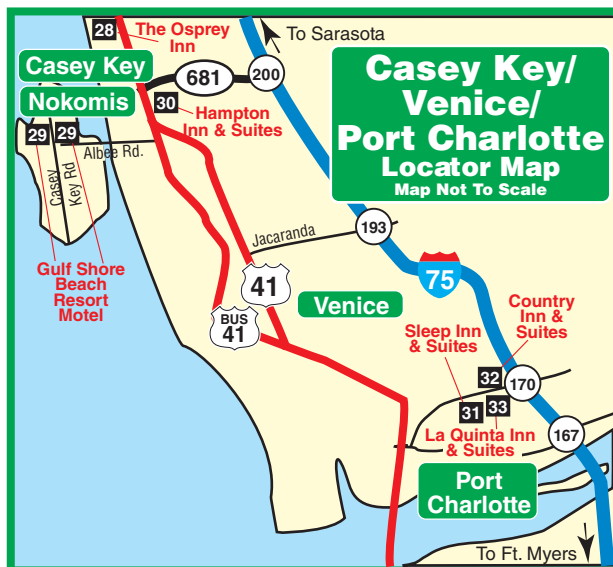 28
The Osprey
Inn
To Sarasota
Casey Key
681
200
Casey Key/
Venice/
Port Charlotte
Locator Map
Map Not To Scale
Nokomis
30
Hampton
Inn & Suites
29
29
Albee Rd.
Casey
Key Rd
193
Jacaranda
Gulf Shore
Beach
Resort
Motel
75
41
BUS
41
Venice
Country
Inn
& Suites
Sleep Inn
& Suites
32
170
31
33
La Quinta Inn
& Suites
167
Port
Charlotte
To Ft. Myers